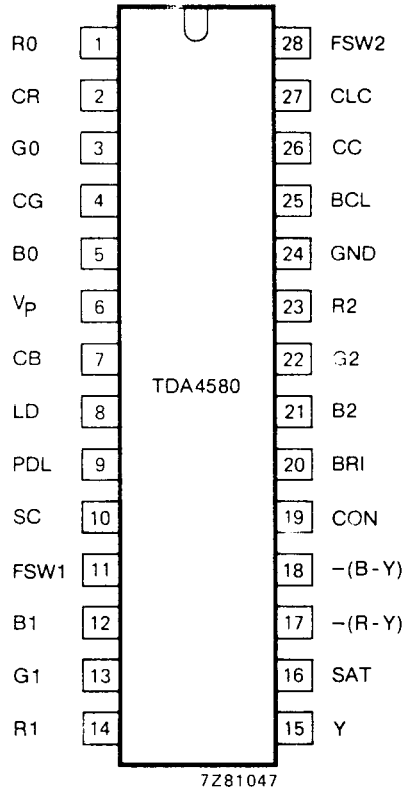 R0 1 28 FSW2
CR 2 27 CLC
G0 3 26 CC
CG 4 25 BCL
B0 5 24 GND
VP 6 23 R2
CB 7 22 G2
TDA4580
LD 8 21 B2
PDL 9 20 BRI
SC 10 19 CON
FSW1 11 18 −(B-Y)
B1 12 17 −(R-Y)
G1 13 16 SAT
R1 14 15 Y
7Z81047